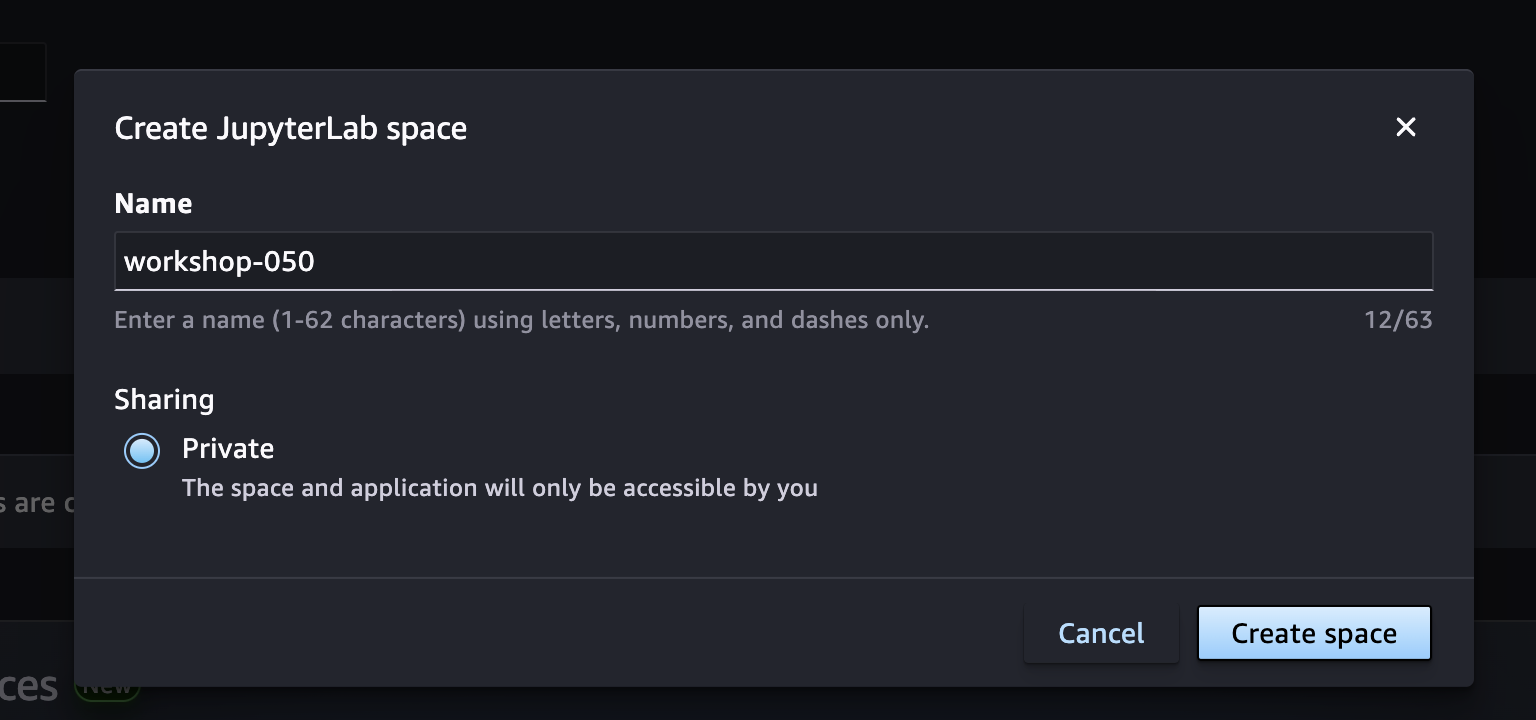 Create JupyterLab space
Name
workshop-050
Enter a name (1-62 characters) using letters, numbers, and dashes only.
12/63
Sharing
Private
The space and application will only be accessible by you
s are c
Cancel
Create space
ces
New